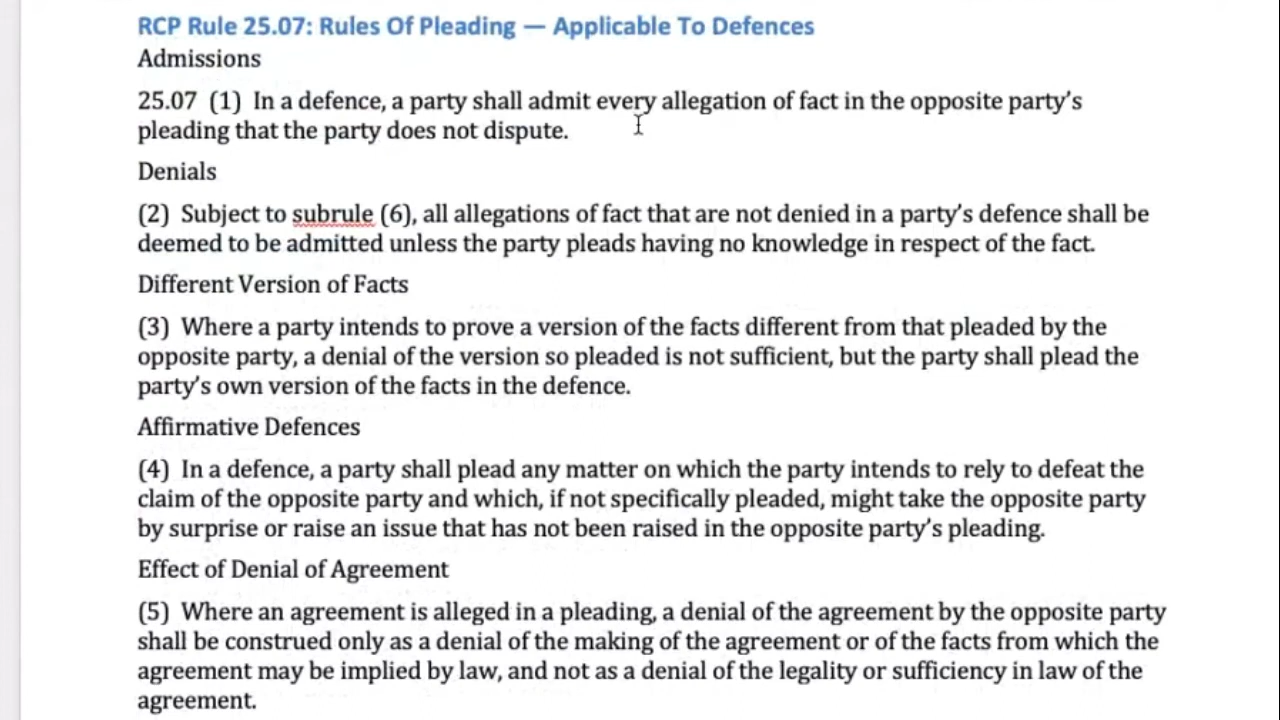 RCP Rule 25.07: Rules Of Pleading — Applicable To Defences
Admissions
25.07  (1)  In a defence, a party shall admit every allegation of fact in the opposite party’s
pleading that the party does not dispute.
Denials
(2)  Subject to subrule (6), all allegations of fact that are not denied in a party’s defence shall be
deemed to be admitted unless the party pleads having no knowledge in respect of the fact.
Different Version of Facts
(3)  Where a party intends to prove a version of the facts different from that pleaded by the
opposite party, a denial of the version so pleaded is not sufficient, but the party shall plead the
party’s own version of the facts in the defence.
Affirmative Defences
(4)  In a defence, a party shall plead any matter on which the party intends to rely to defeat the
claim of the opposite party and which, if not specifically pleaded, might take the opposite party
by surprise or raise an issue that has not been raised in the opposite party’s pleading.
Effect of Denial of Agreement
(5)  Where an agreement is alleged in a pleading, a denial of the agreement by the opposite party
shall be construed only as a denial of the making of the agreement or of the facts from which the
agreement may be implied by law, and not as a denial of the legality or sufficiency in law of the
agreement.